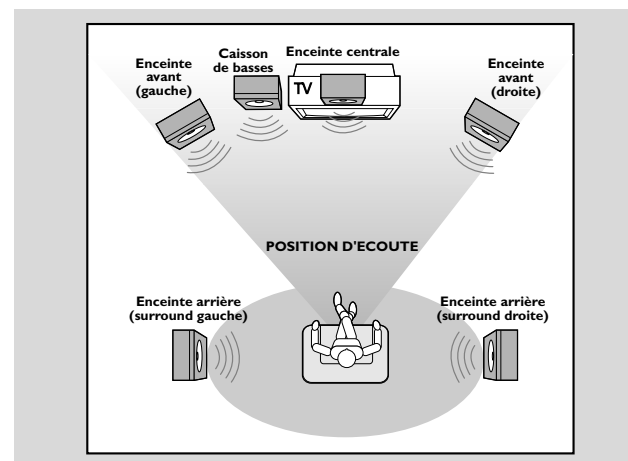 Enceinte
avant
(gauche)
Caisson
de basses
Enceinte centrale
Enceinte
avant
(droite)
TV
POSITION D'ECOUTE
Enceinte arrière
(surround gauche)
Enceinte arrière
(surround droite)